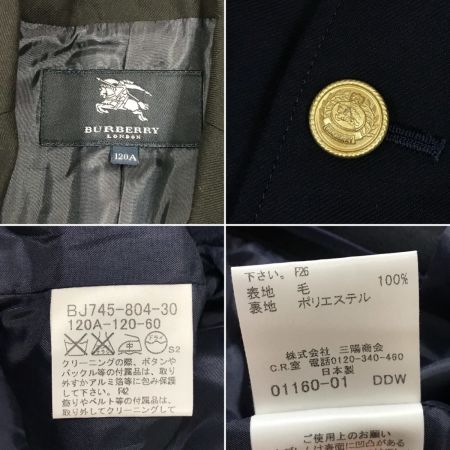 BURBERRY
LONDON
120A
BJ745-804-30
120A-120-60
S2
クリーニングの際、ボタンや
バックル等の付属品は、取り
外すかアルミ箔等に包み保護
して下さい。F42
飾りやベルト等の付属品は、
取り外してクリーニングして
下さい。F26
表地 毛 100%
裏地 ポリエステル
株式会社 三陽商会
C.R.室 電話0120-340-460
日本製
01160-01 DDW
ご使用上のお願い